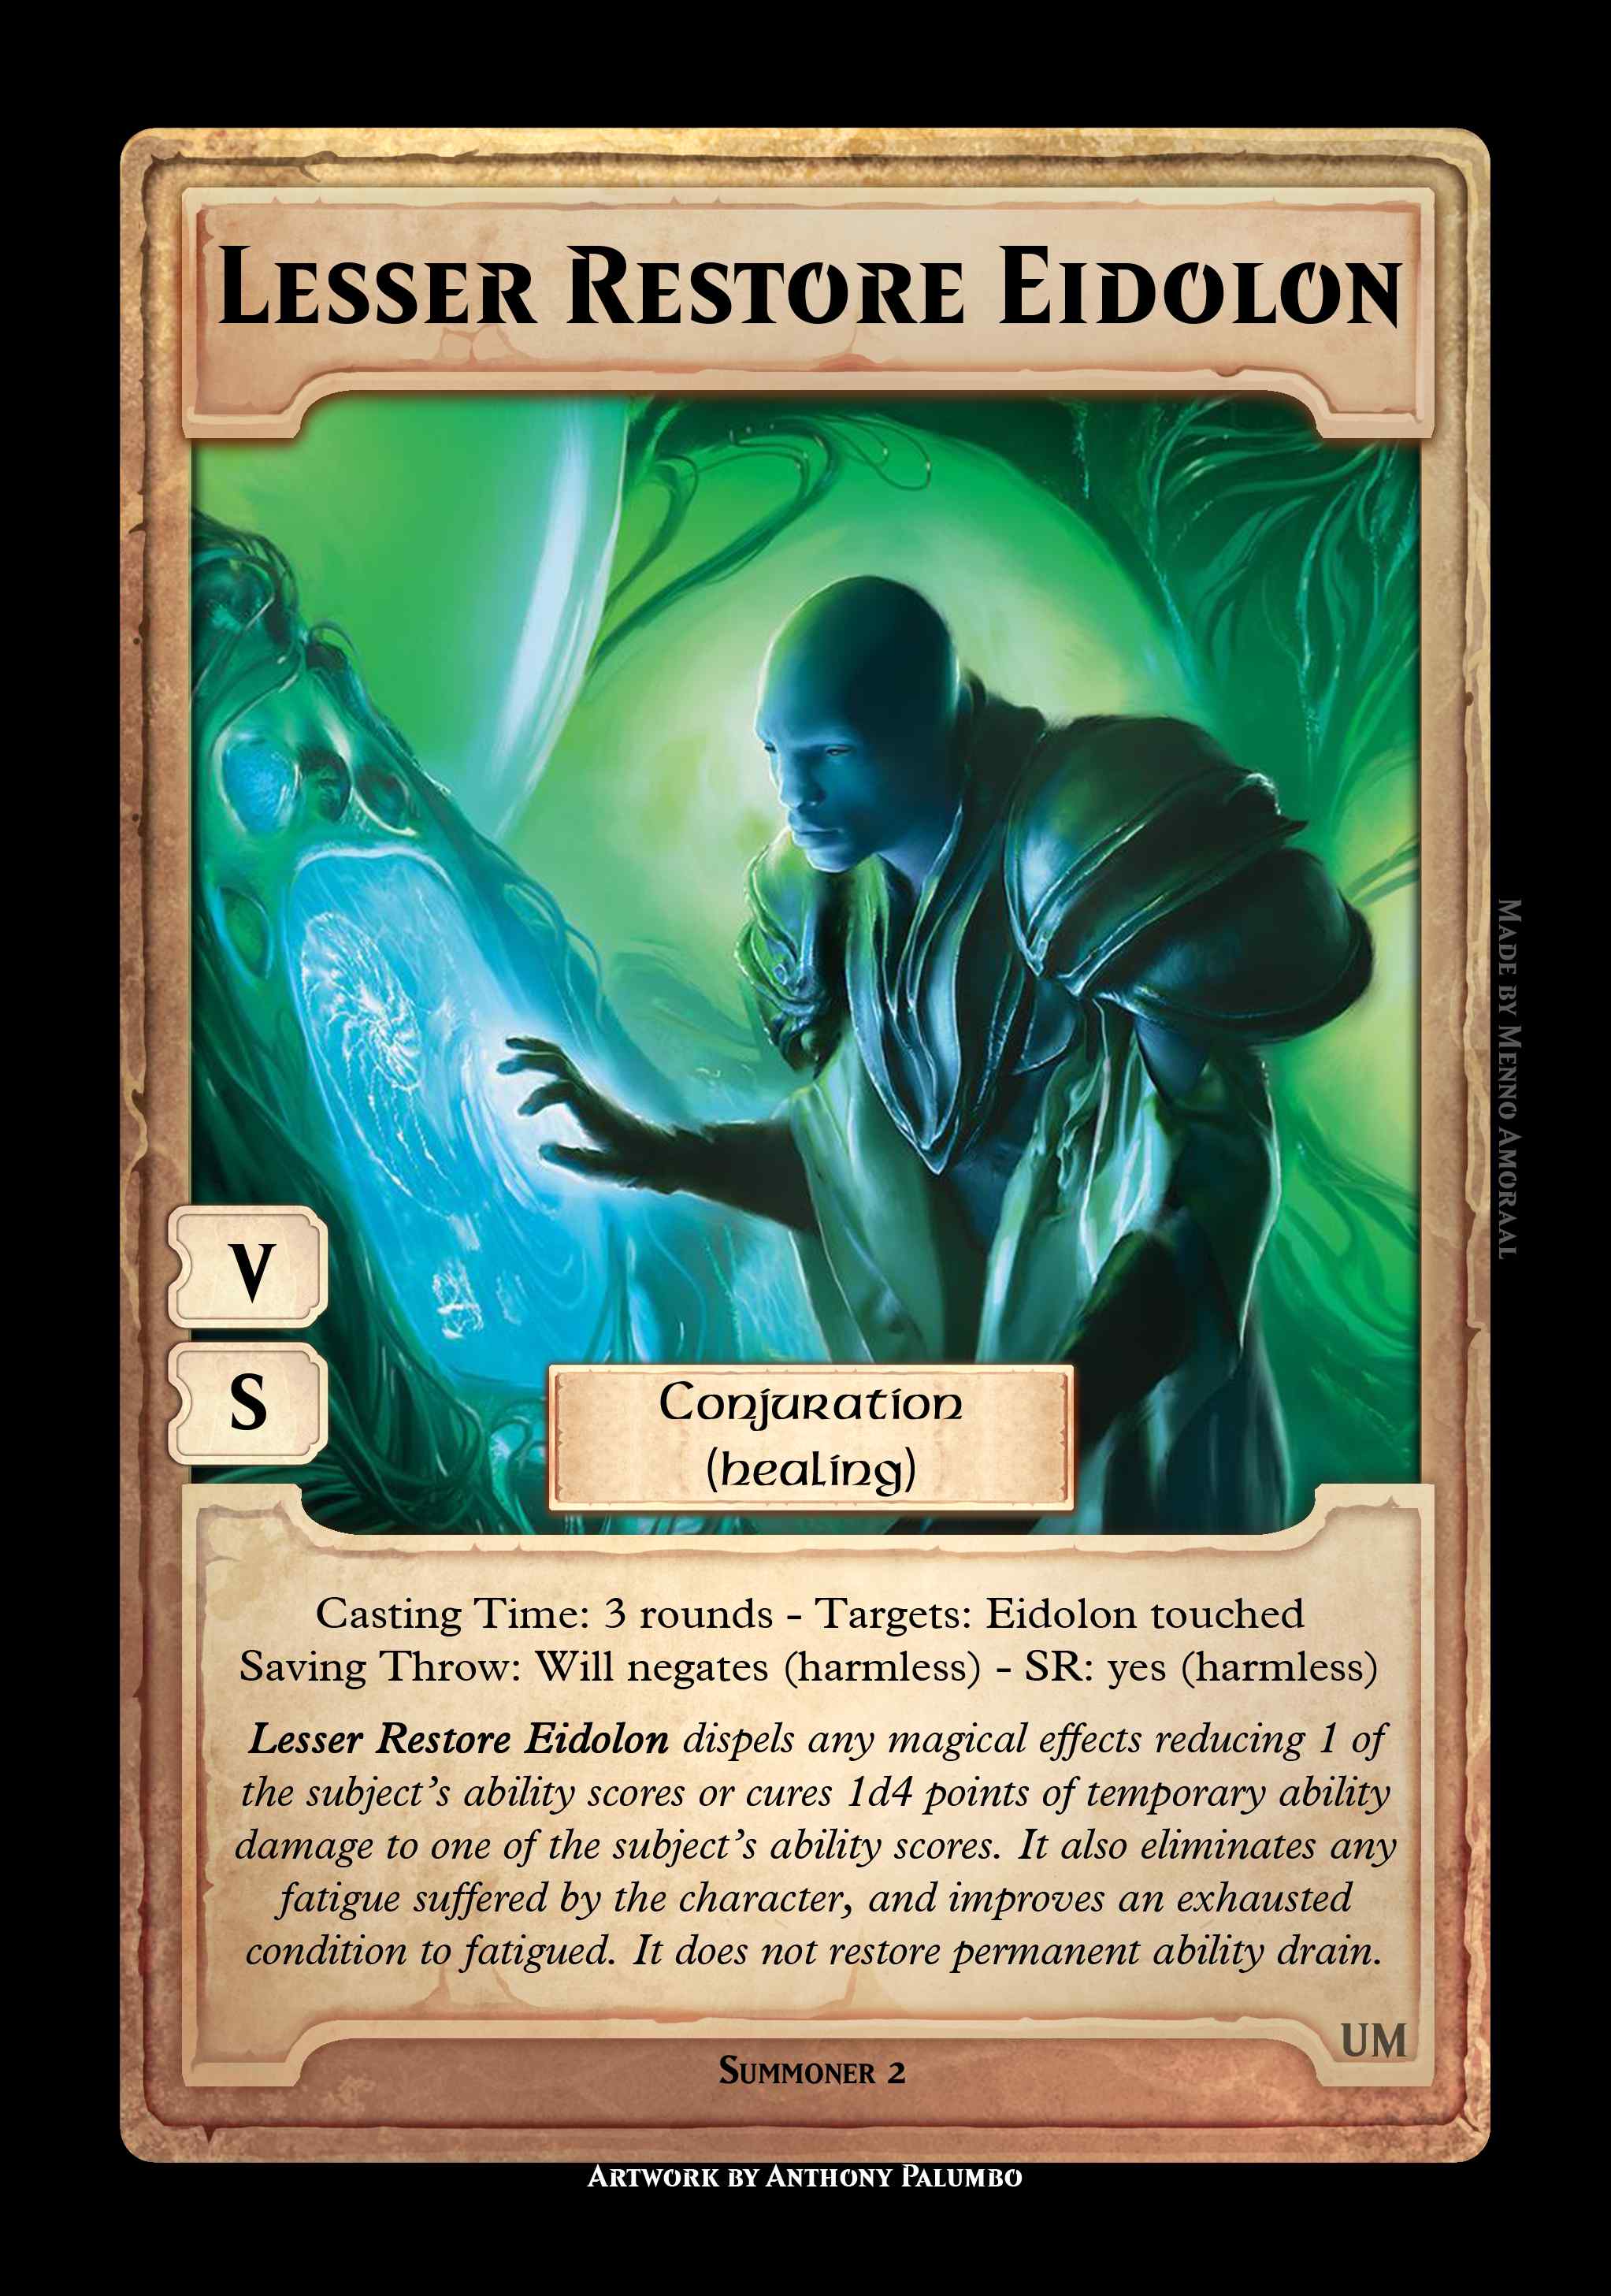 Lesser Restore Eidolon
V
S
Conjuration
(healing)
Casting Time: 3 rounds - Targets: Eidolon touched
Saving Throw: Will negates (harmless) - SR: yes (harmless)
Lesser Restore Eidolon dispels any magical effects reducing 1 of
the subject's ability scores or cures 1d4 points of temporary ability
damage to one of the subject's ability scores. It also eliminates any
fatigue suffered by the character, and improves an exhausted
condition to fatigued. It does not restore permanent ability drain.
UM
Summoner 2
Artwork by Anthony Palumbo
Made by Menno Amoraal